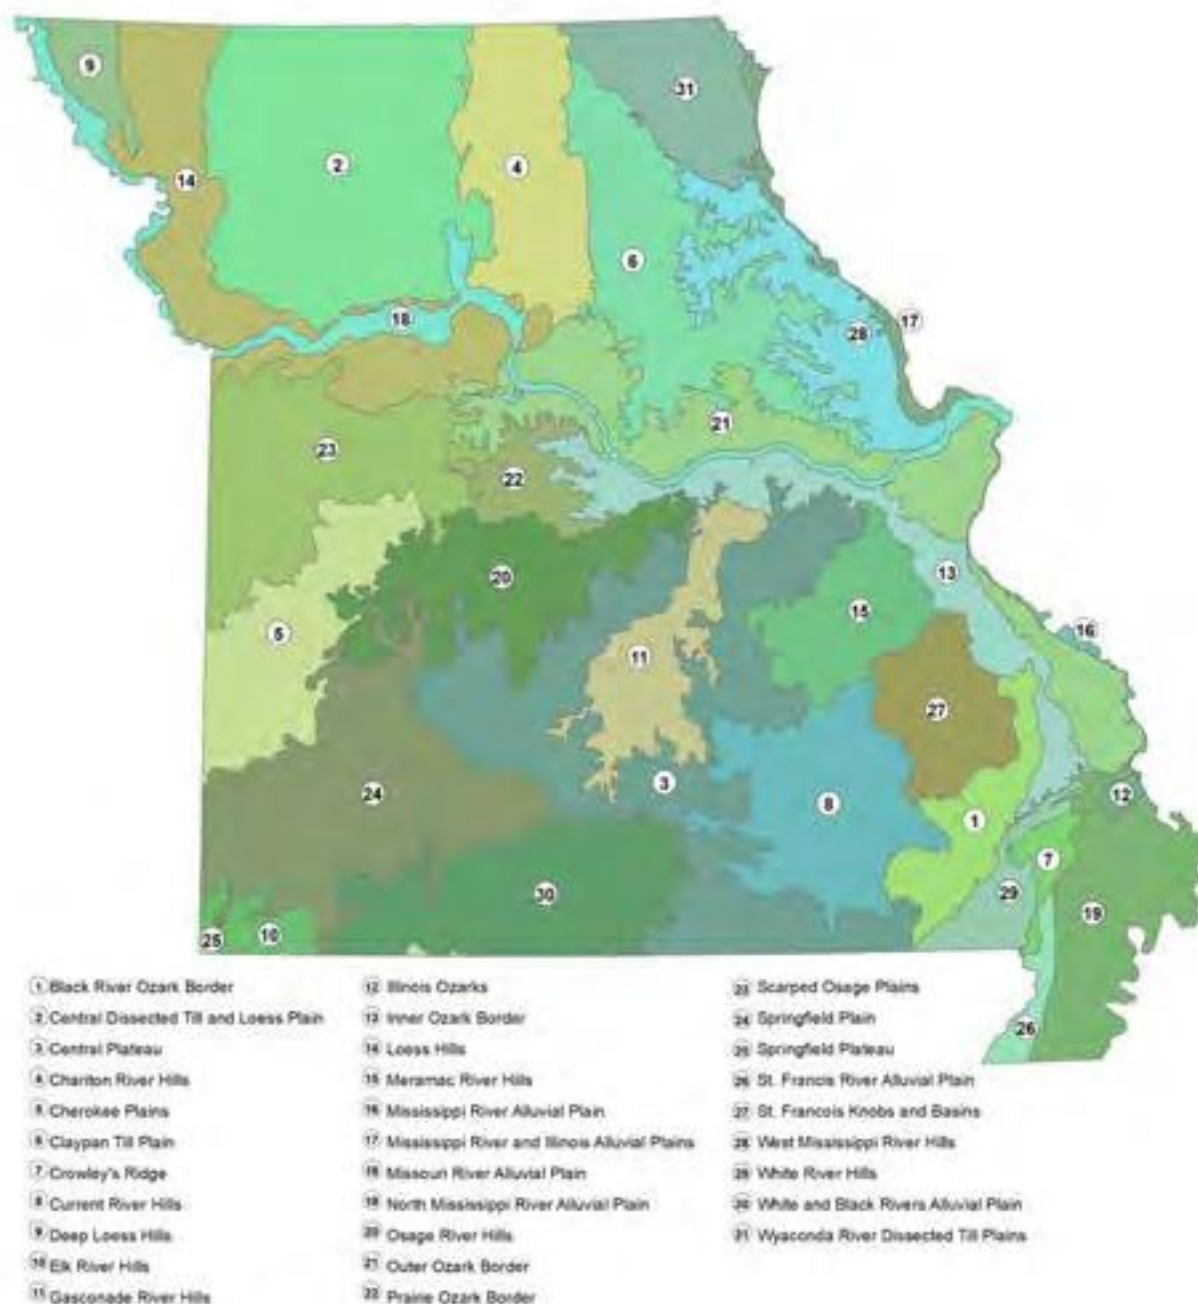 9
31
2
4
14
6
18
17
28
21
23
22
20
13
15
16
5
11
27
3
24
8
12
1
7
30
29
19
25
10
26
1 Black River Ozark Border
2 Central Dissected Till and Loess Plain
3 Central Plateau
4 Chariton River Hills
5 Cherokee Plains
6 Claypan Till Plain
7 Crowley's Ridge
8 Current River Hills
9 Deep Loess Hills
10 Elk River Hills
11 Gasconade River Hills
12 Illinois Ozarks
13 Inner Ozark Border
14 Loess Hills
15 Meramac River Hills
16 Mississippi River Alluvial Plain
17 Mississippi River and Illinois Alluvial Plains
18 Missouri River Alluvial Plain
19 North Mississippi River Alluvial Plain
20 Osage River Hills
21 Outer Ozark Border
22 Prairie Ozark Border
23 Scarped Osage Plains
24 Springfield Plain
25 Springfield Plateau
26 St. Francis River Alluvial Plain
27 St. Francois Knobs and Basins
28 West Mississippi River Hills
29 White River Hills
30 White and Black Rivers Alluvial Plain
31 Wyaconda River Dissected Till Plains